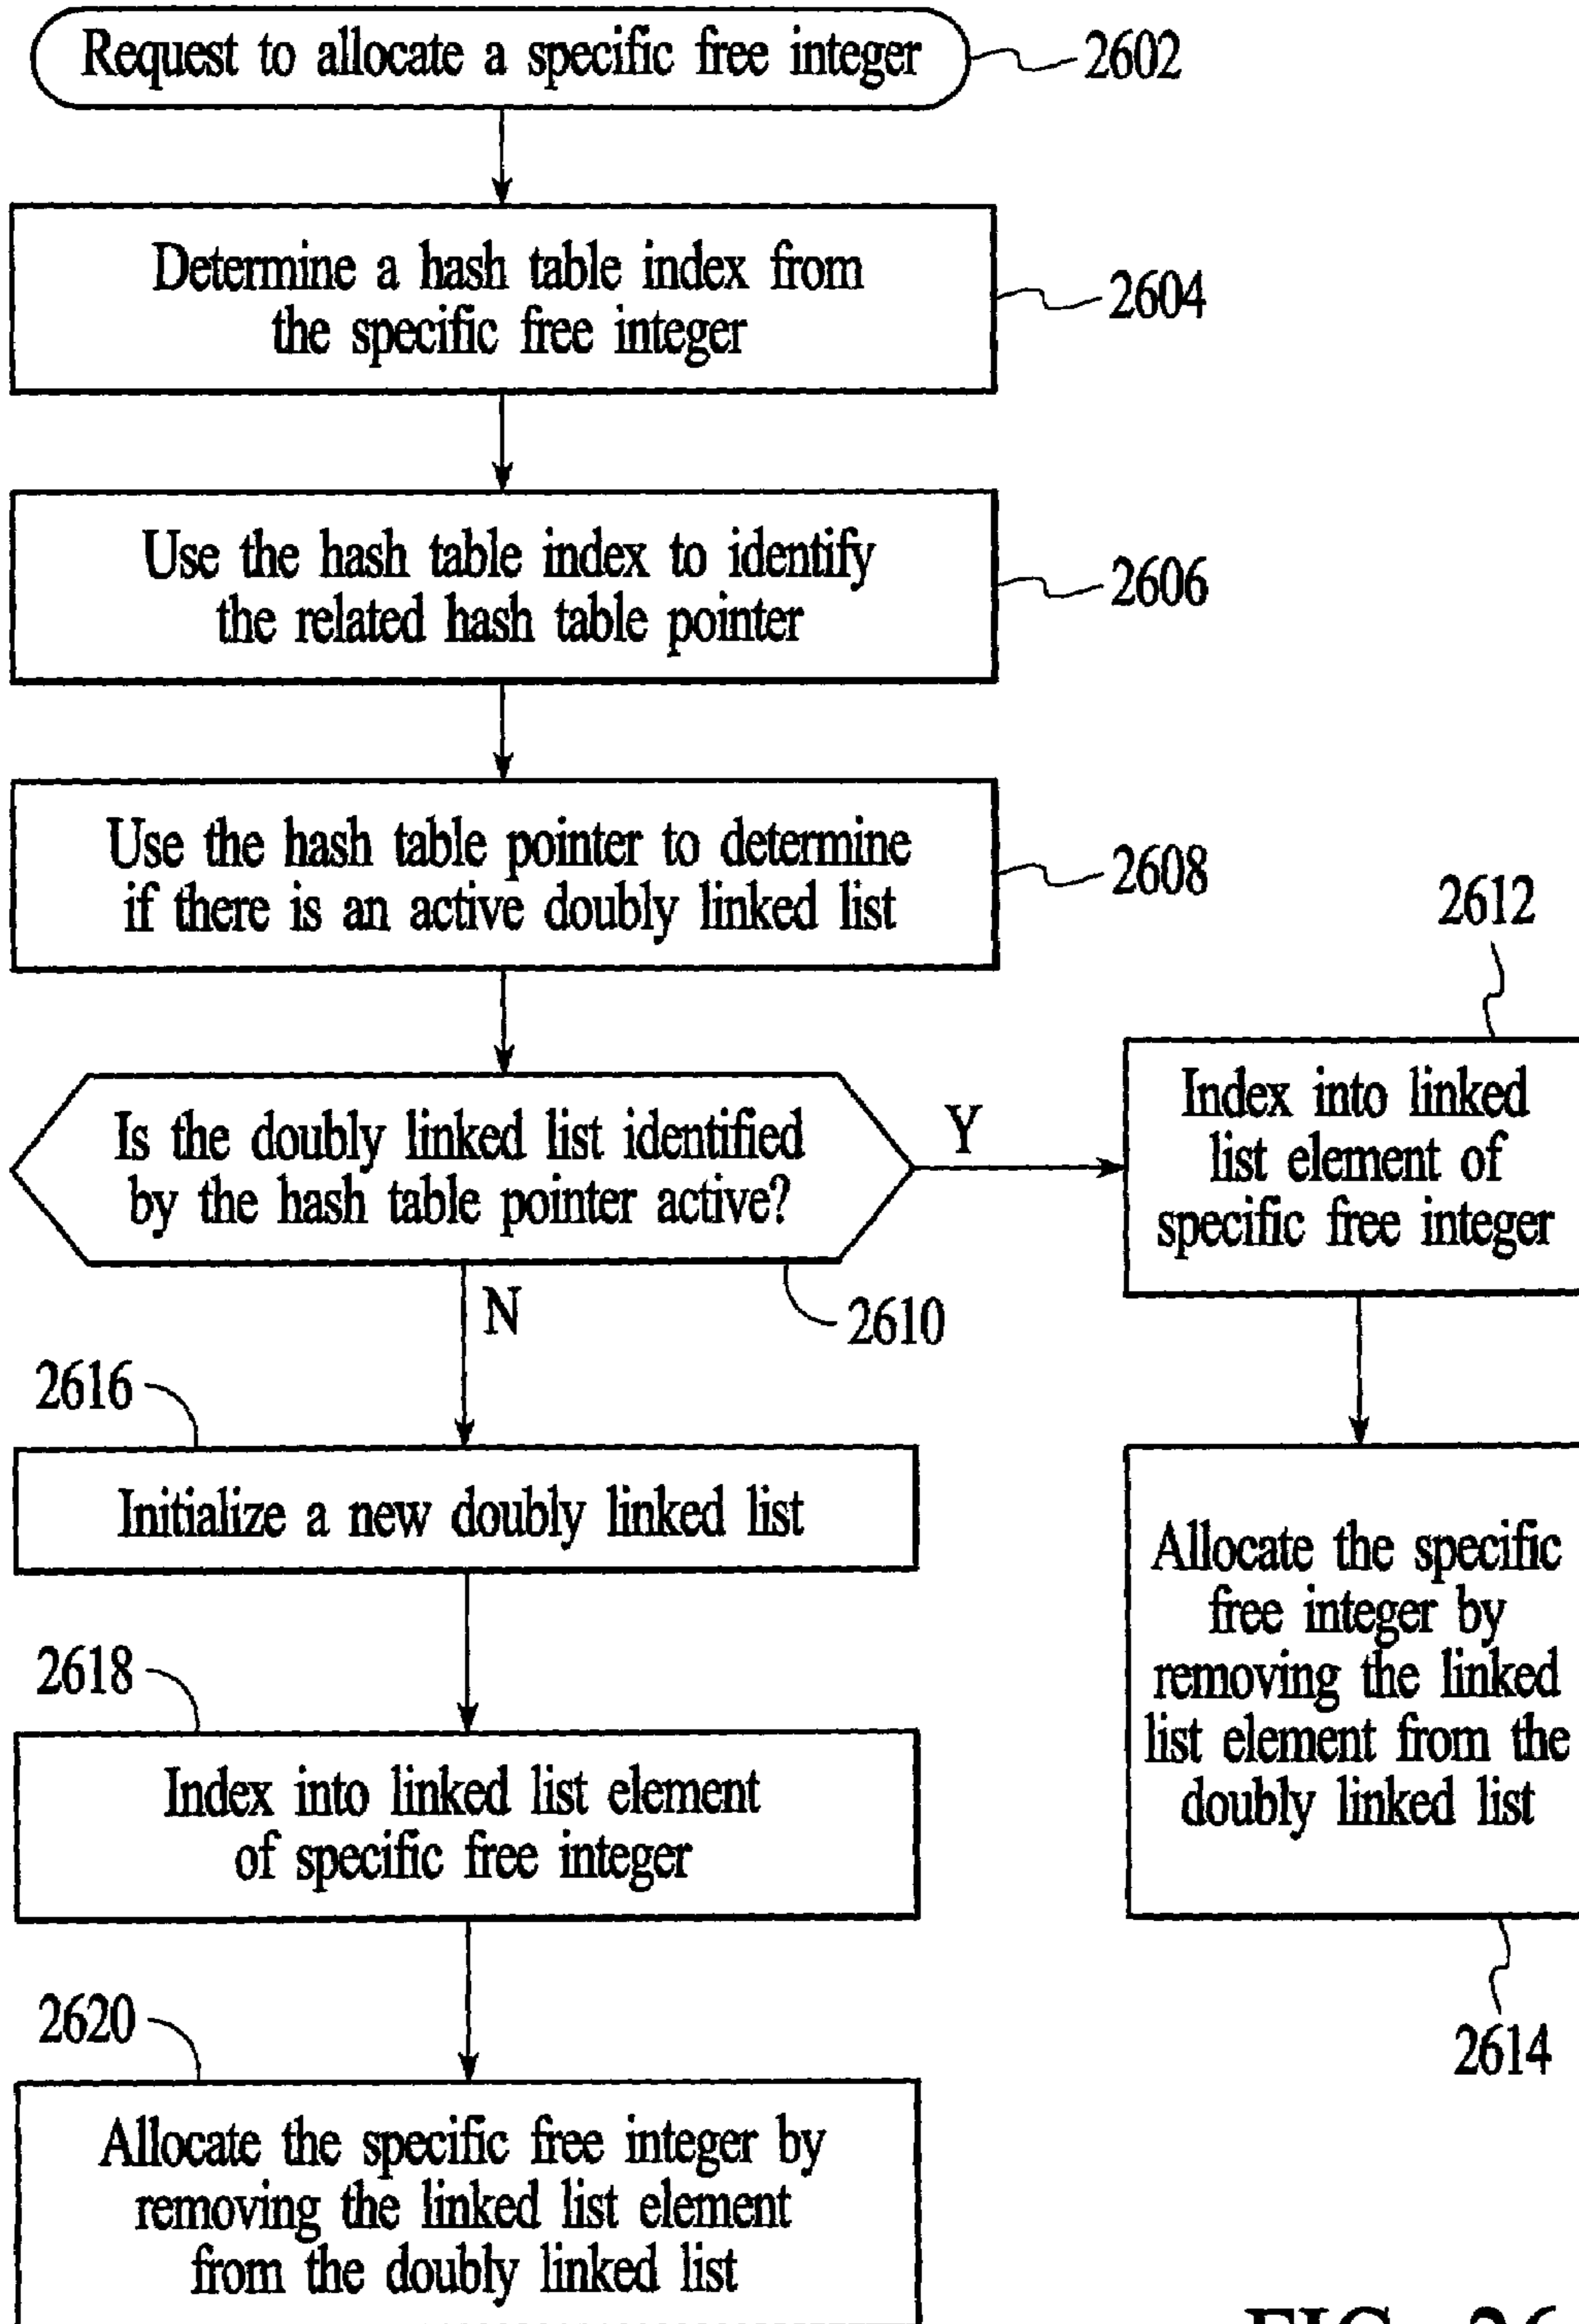 Request to allocate a specific free integer
2602
Determine a hash table index from
the specific free integer
2604
Use the hash table index to identify
the related hash table pointer
2606
Use the hash table pointer to determine
if there is an active doubly linked list
2608
Is the doubly linked list identified
by the hash table pointer active?
2610
Y
N
2612
Index into linked
list element of
specific free integer
Allocate the specific
free integer by
removing the linked
list element from the
doubly linked list
2614
2616
Initialize a new doubly linked list
2618
Index into linked list element
of specific free integer
2620
Allocate the specific free integer by
removing the linked list element
from the doubly linked list
FIG. 26